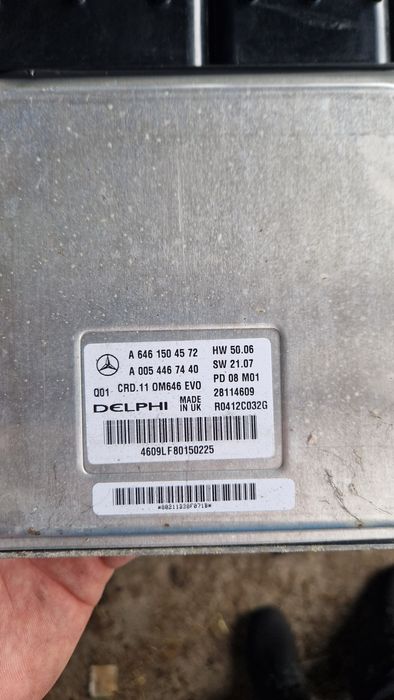 A 646 150 45 72 HW 50.06
A 005 446 74 40 SW 21.07
Q01 CRD.11 OM646 EVO PD 08 M01
DELPHI MADE IN UK 28114609
R0412C032G
4609LF80150225